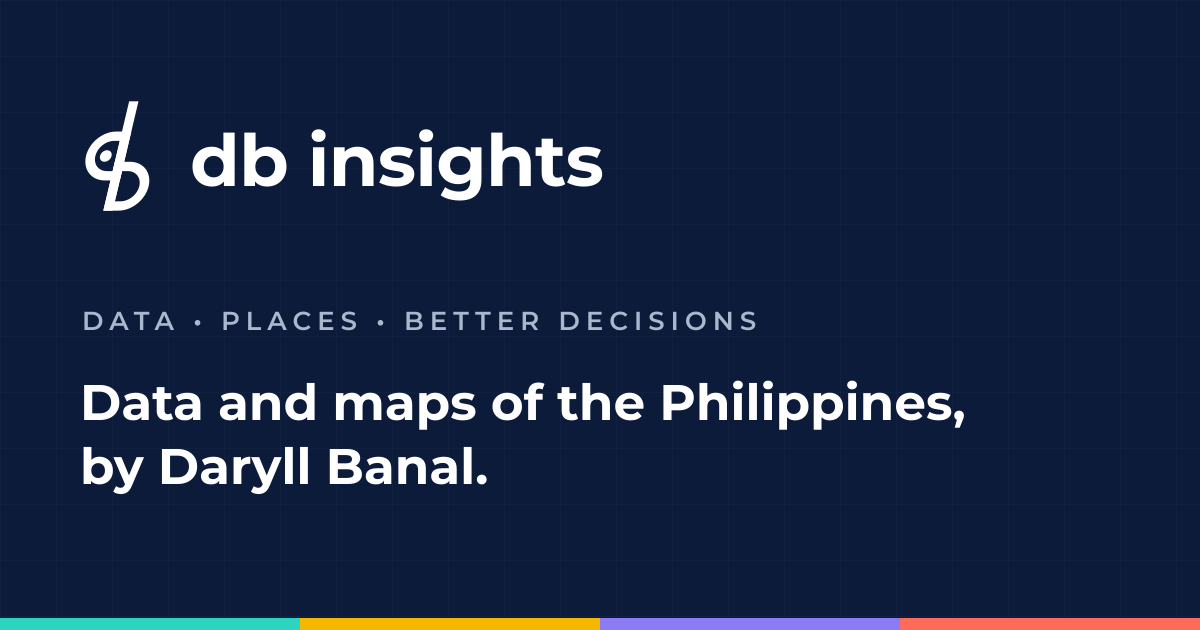 db insights
DATA • PLACES • BETTER DECISIONS
Data and maps of the Philippines,
by Daryll Banal.